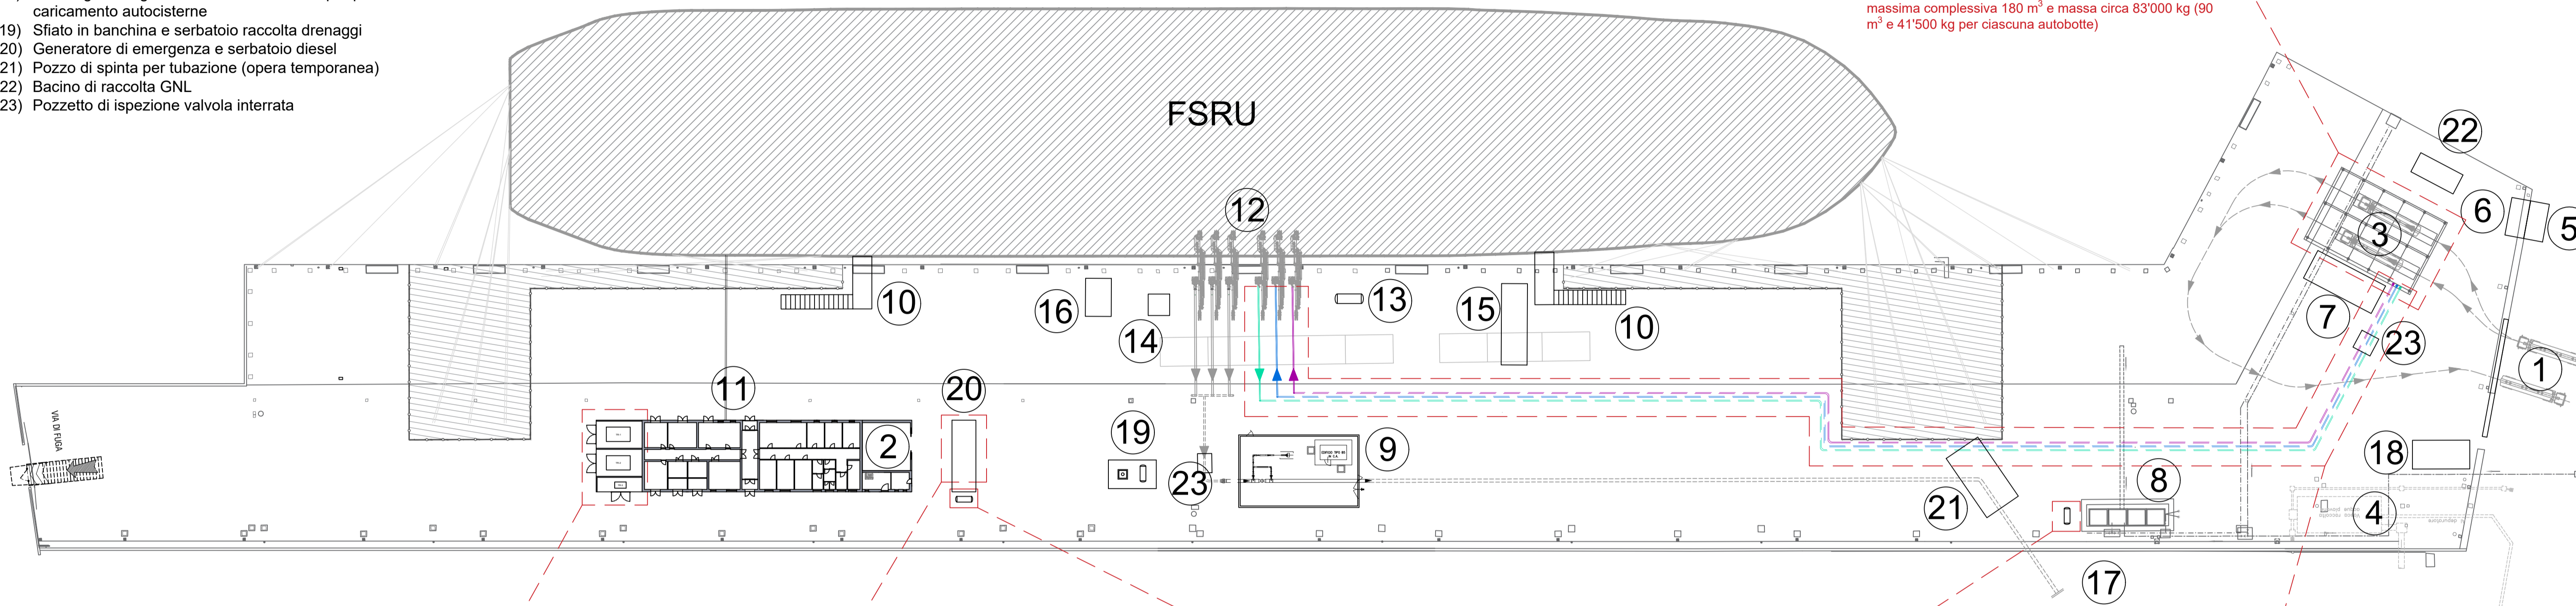 caricamento autocisterne
19) Sfiato in banchina e serbatoio raccolta drenaggi
20) Generatore di emergenza e serbatoio diesel
21) Pozzo di spinta per tubazione (opera temporanea)
22) Bacino di raccolta GNL
23) Pozzetto di ispezione valvola interrata
massima complessiva 180 m³ e massa circa 83'000 kg (90
m³ e 41'500 kg per ciascuna autobotte)
FSRU
22
12
6
5
3
10
16
13
15
14
10
7
23
1
11
20
VIA DI FUGA
2
19
9
18
23
8
21
4
17